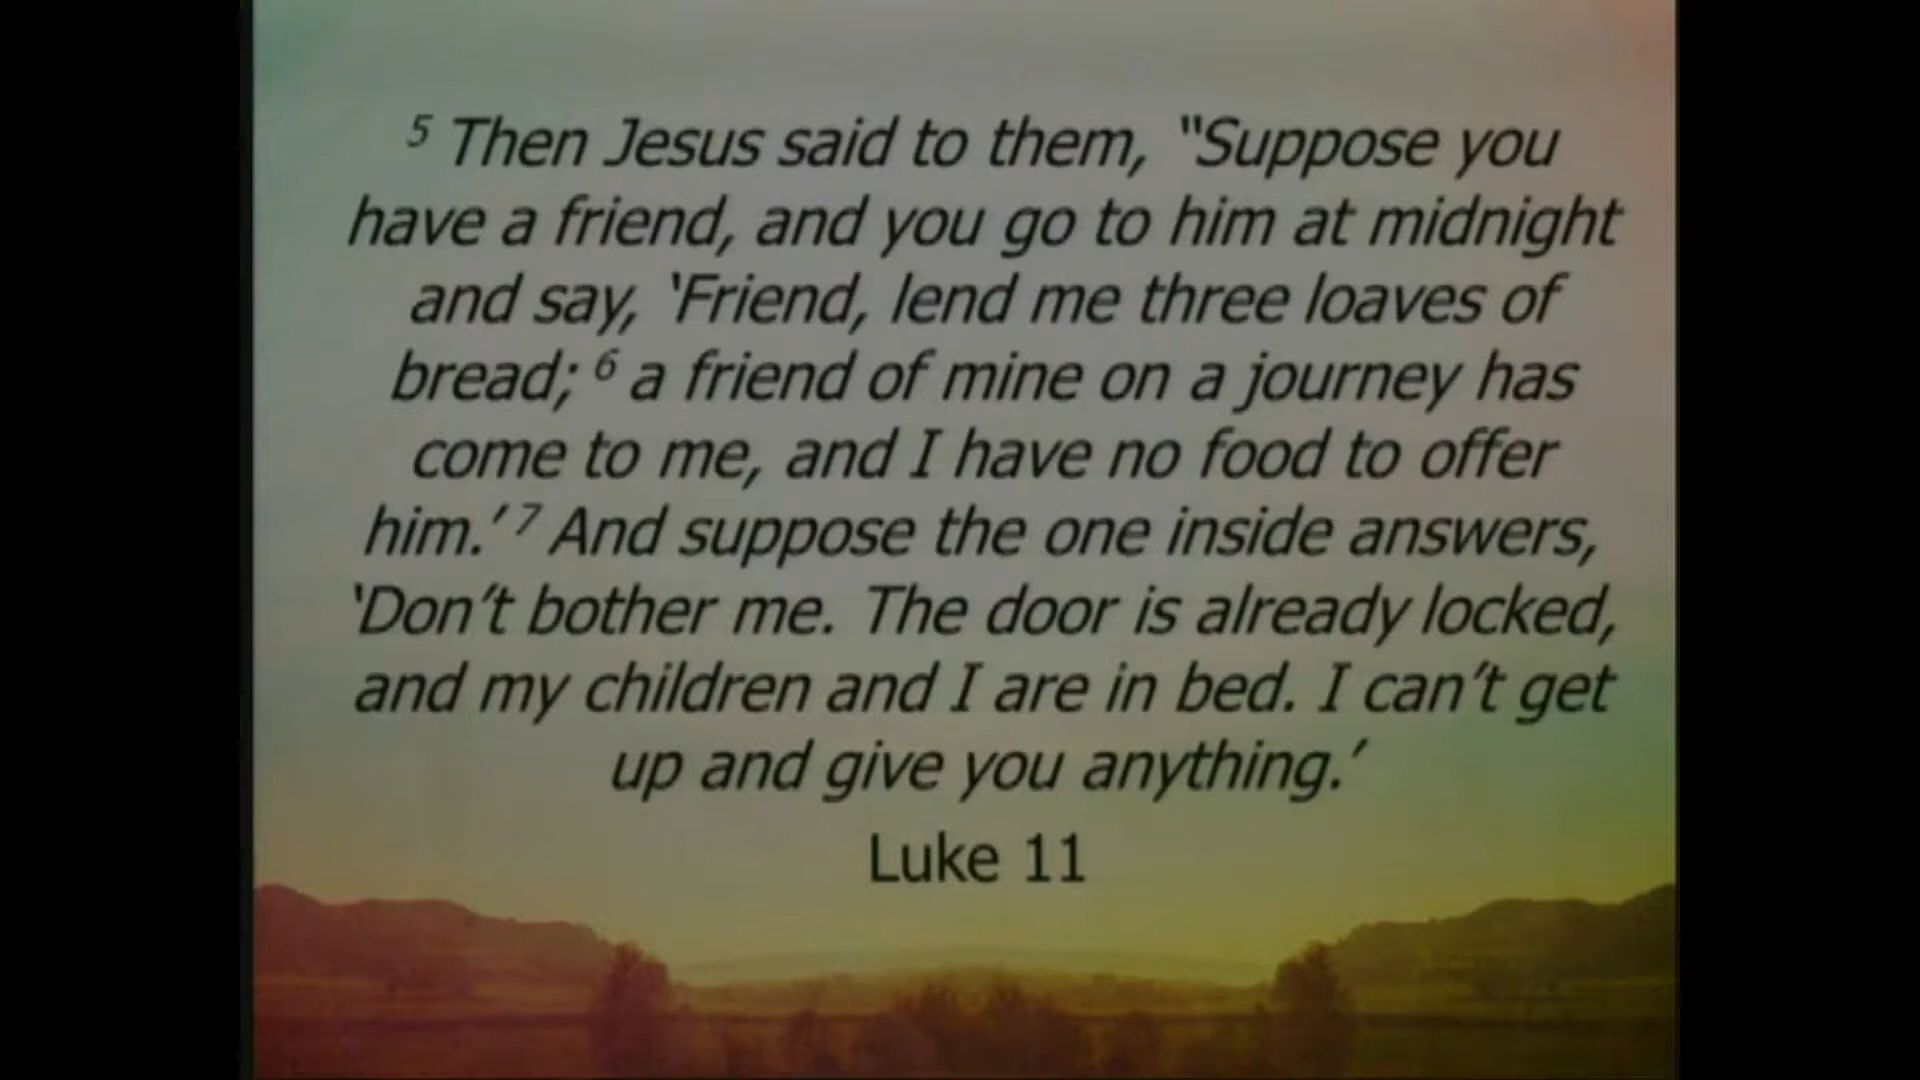 ⁵ Then Jesus said to them, “Suppose you
have a friend, and you go to him at midnight
and say, ‘Friend, lend me three loaves of
bread; ⁶ a friend of mine on a journey has
come to me, and I have no food to offer
him.’ ⁷ And suppose the one inside answers,
‘Don’t bother me. The door is already locked,
and my children and I are in bed. I can’t get
up and give you anything.’
Luke 11